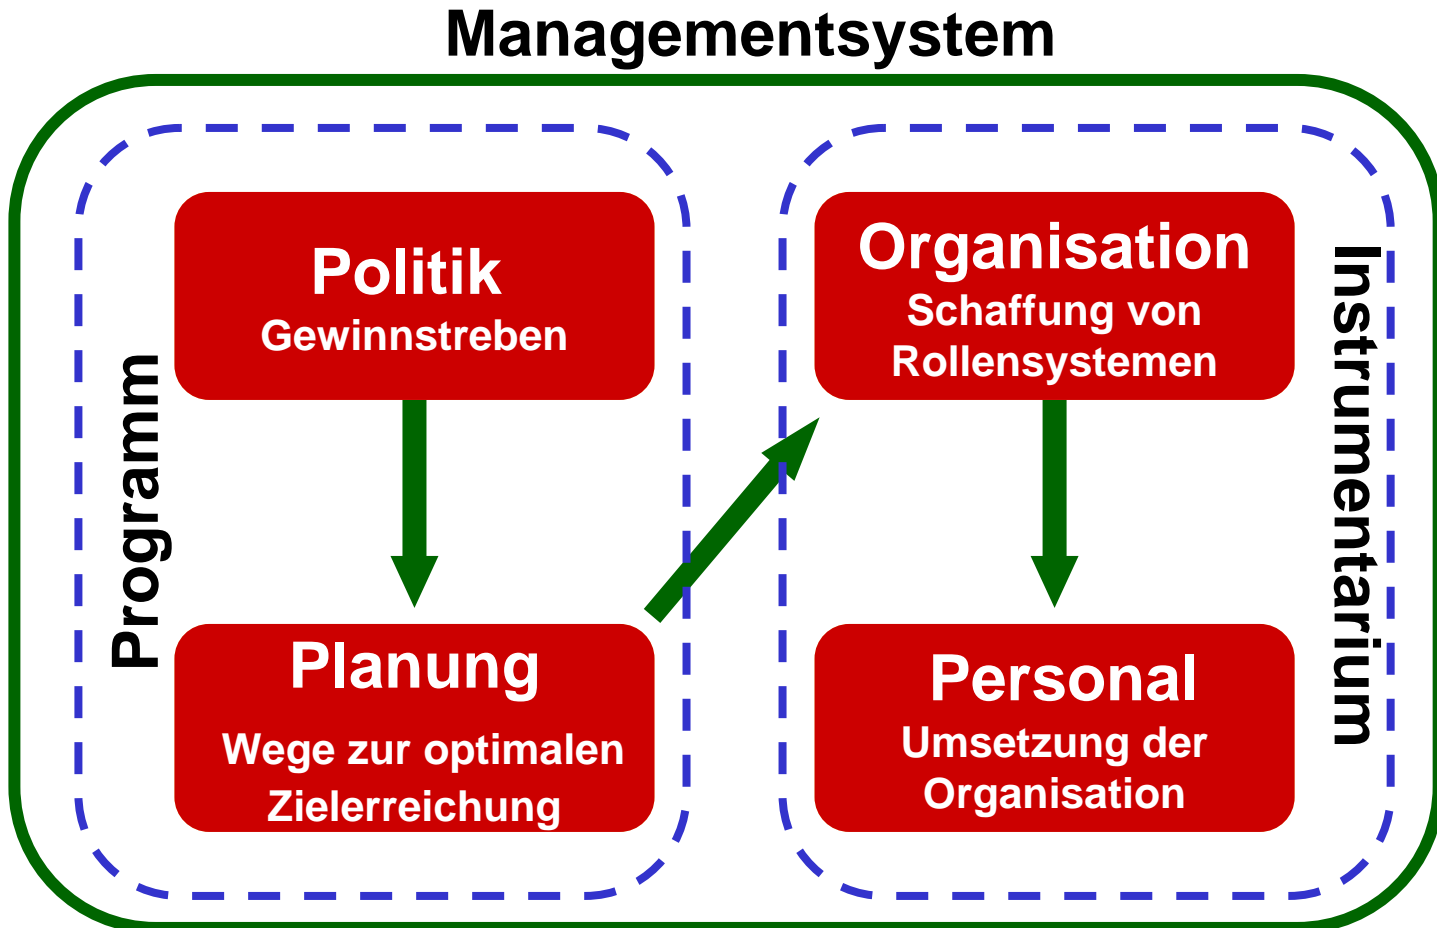 Managementsystem
Programm
Politik
Gewinnstreben
Planung
Wege zur optimalen
Zielerreichung
Organisation
Schaffung von
Rollensystemen
Personal
Umsetzung der
Organisation
Instrumentarium